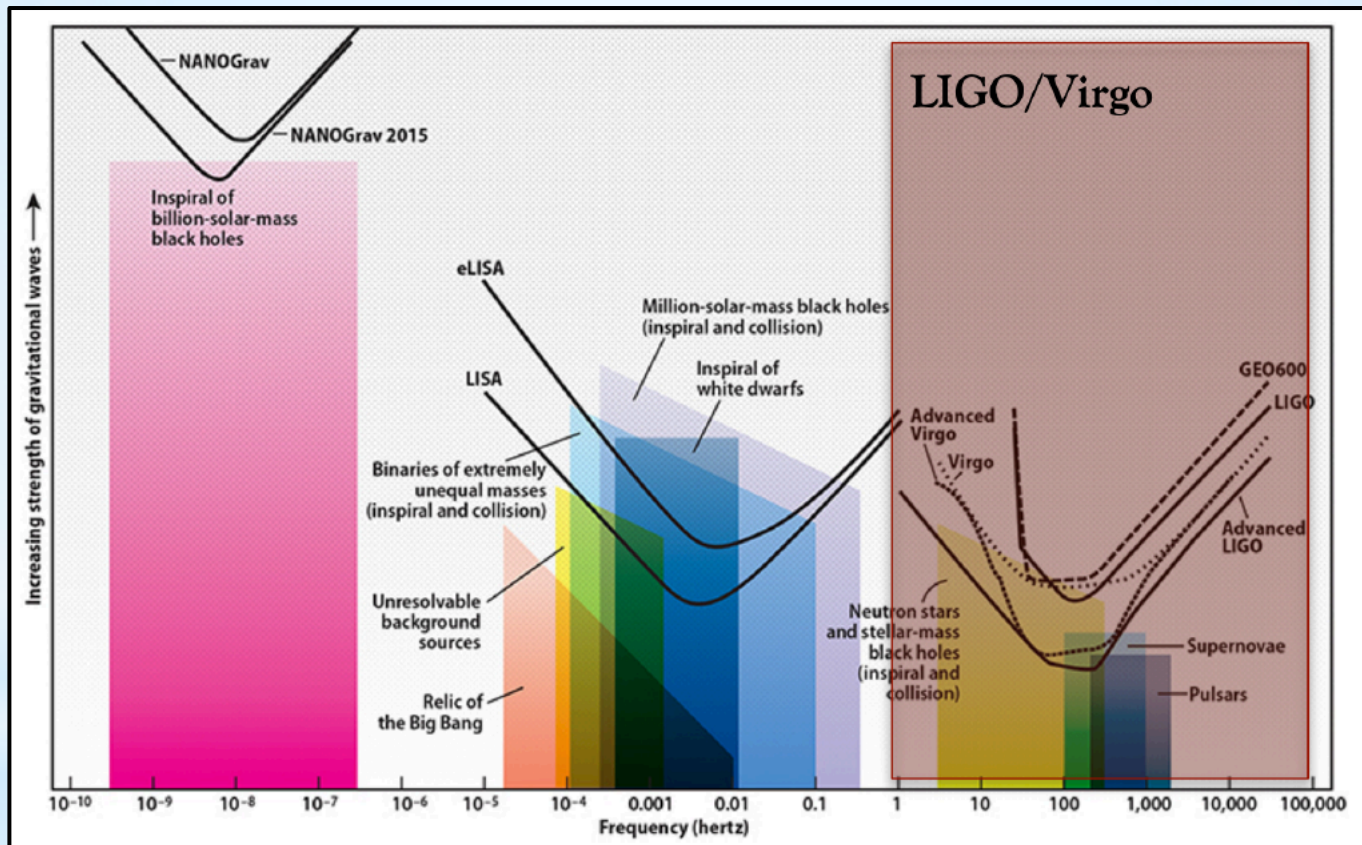 LIGO/Virgo
NANOGrav
NANOGrav 2015
Inspiral of
billion-solar-mass
black holes
Increasing strength of gravitational waves
eLISA
Million-solar-mass black holes
(inspiral and collision)
LISA
Inspiral of
white dwarfs
GEO600
LIGO
Advanced
Virgo
Virgo
Binaries of extremely
unequal masses
(inspiral and collision)
Advanced
LIGO
Unresolvable
background
sources
Neutron stars
and stellar-mass
black holes
(inspiral and
collision)
Supernovae
Relic of
the Big Bang
Pulsars
10⁻¹⁰ 10⁻⁹ 10⁻⁸ 10⁻⁷ 10⁻⁶ 10⁻⁵ 10⁻⁴ 0.001 0.01 0.1 1 10 100 1,000 10,000 100,000
Frequency (hertz)